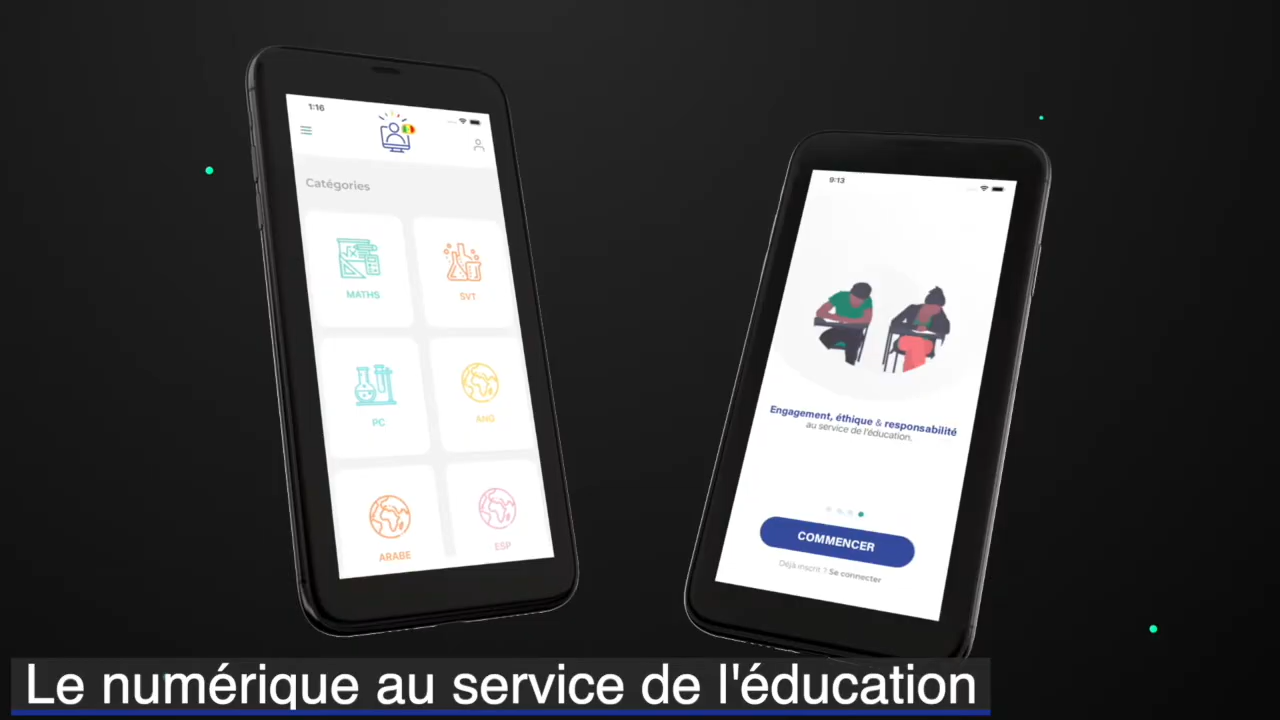 1:16
Catégories
MATHS
SVT
PC
ANG
ARABE
ESP
9:13
Engagement, éthique & responsabilité
au service de l'éducation.
COMMENCER
Déjà inscrit ? Se connecter
Le numérique au service de l'éducation